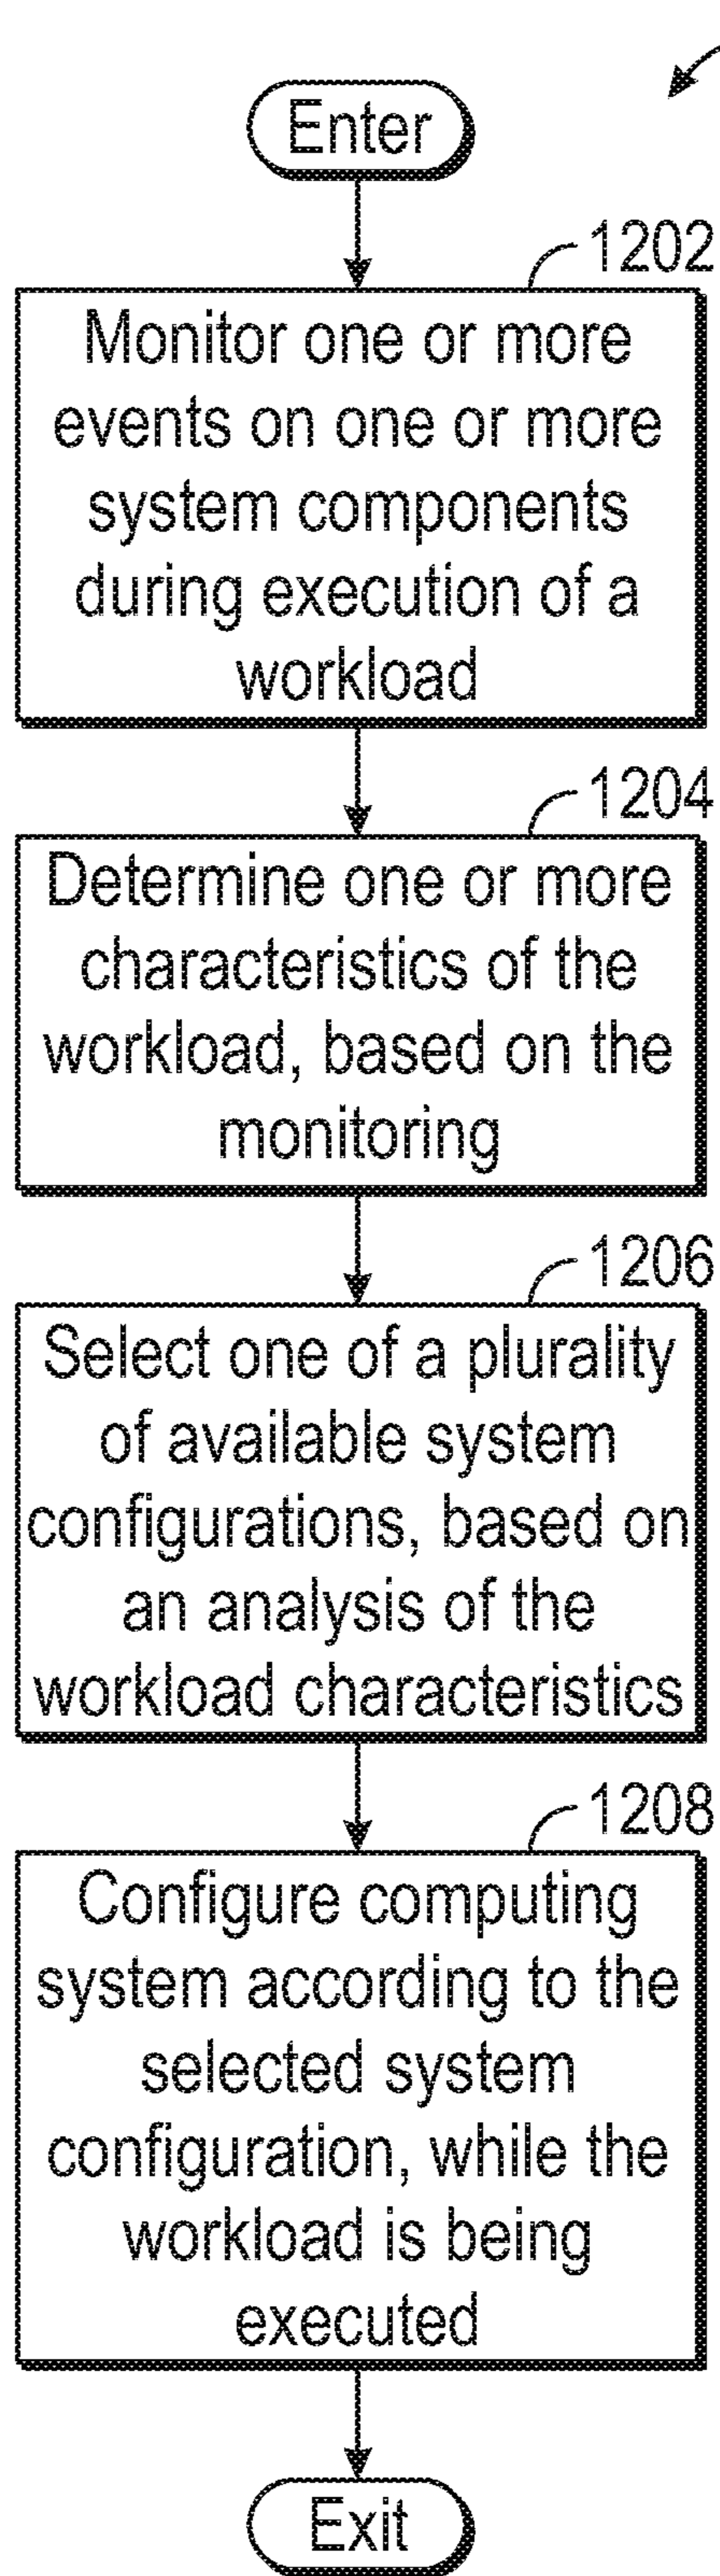 Enter
1202
Monitor one or more
events on one or more
system components
during execution of a
workload
1204
Determine one or more
characteristics of the
workload, based on the
monitoring
1206
Select one of a plurality
of available system
configurations, based on
an analysis of the
workload characteristics
1208
Configure computing
system according to the
selected system
configuration, while the
workload is being
executed
Exit